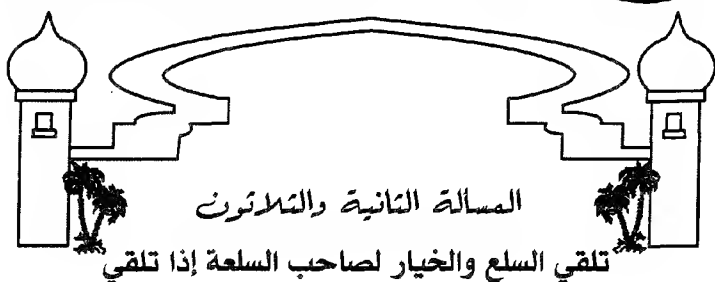 المسألة الثانية والثلاثون
تلقي السلع والخيار لصاحب السلعة إذا تلقي